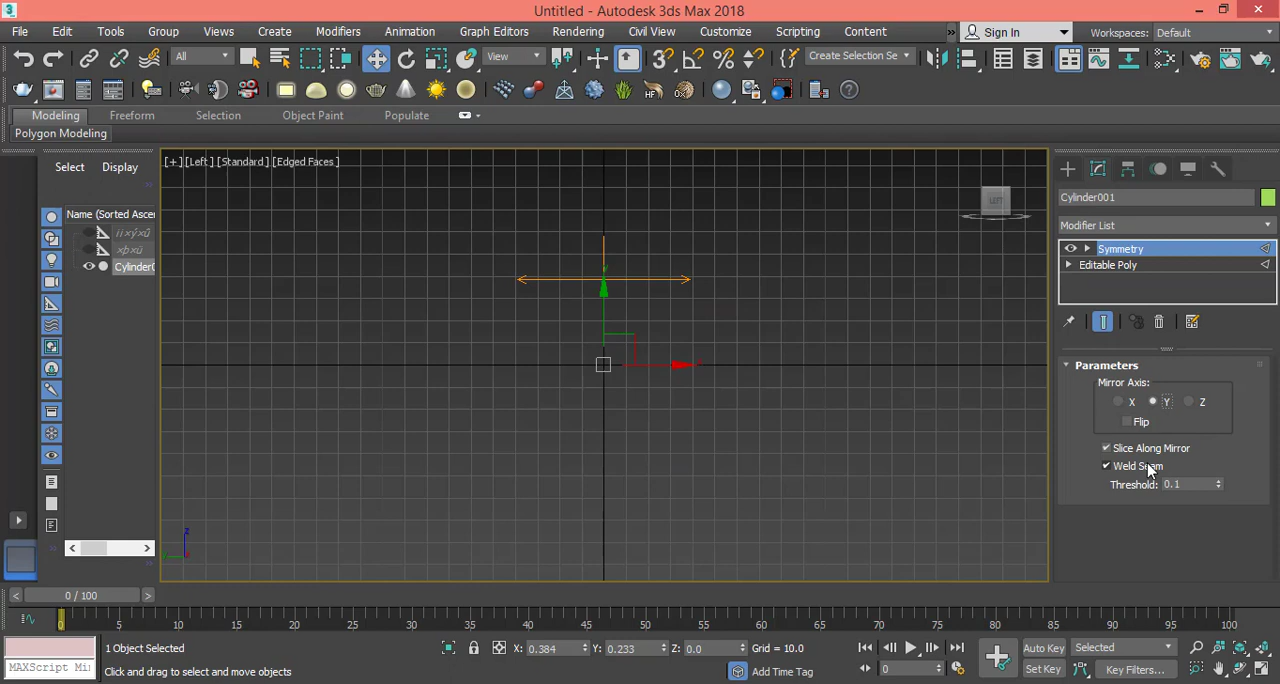 Untitled - Autodesk 3ds Max 2018
File Edit Tools Group Views Create Modifiers Animation Graph Editors Rendering Civil View Customize Scripting Content » Sign In Workspaces: Default
All View Create Selection Se
Modeling Freeform Selection Object Paint Populate
Polygon Modeling
Select Display
Name (Sorted Ascen
Cylinder0
[+] [Left] [Standard] [Edged Faces]
LEFT
Cylinder001
Modifier List
Symmetry
Editable Poly
Parameters
Mirror Axis:
X Y Z
Flip
Slice Along Mirror
Weld Seam
Threshold: 0.1
z
0 / 100
0 5 10 15 20 25 30 35 40 45 50 55 60 65 70 75 80 85 90 95 100
1 Object Selected X: 0.384 Y: 0.233 Z: 0.0 Grid = 10.0 Auto Key Selected
MAXScript Mi: Click and drag to select and move objects Add Time Tag 0 Set Key Key Filters...